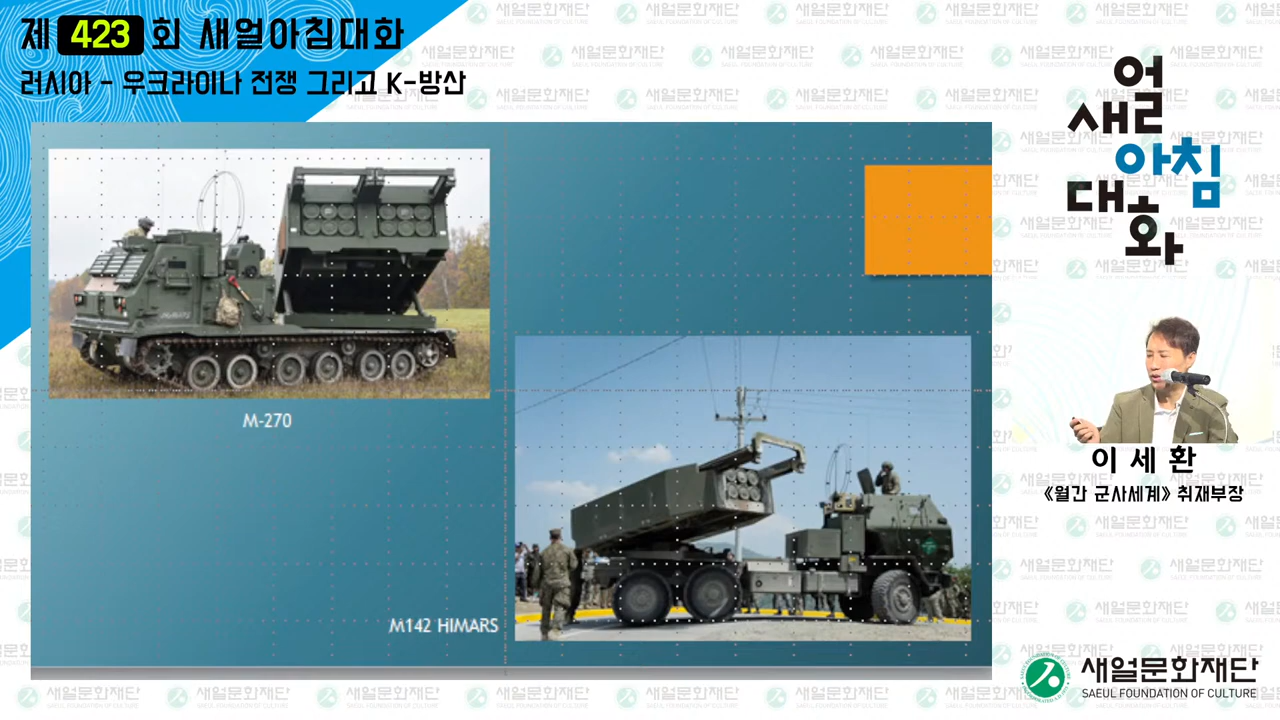 제 423 회 새얼아침대화
러시아 - 우크라이나 전쟁 그리고 K-방산
새얼
아침
대화
M-270
M142 HIMARS
이세환
《월간 군사세계》 취재부장
새얼문화재단
SAEUL FOUNDATION OF CULTURE